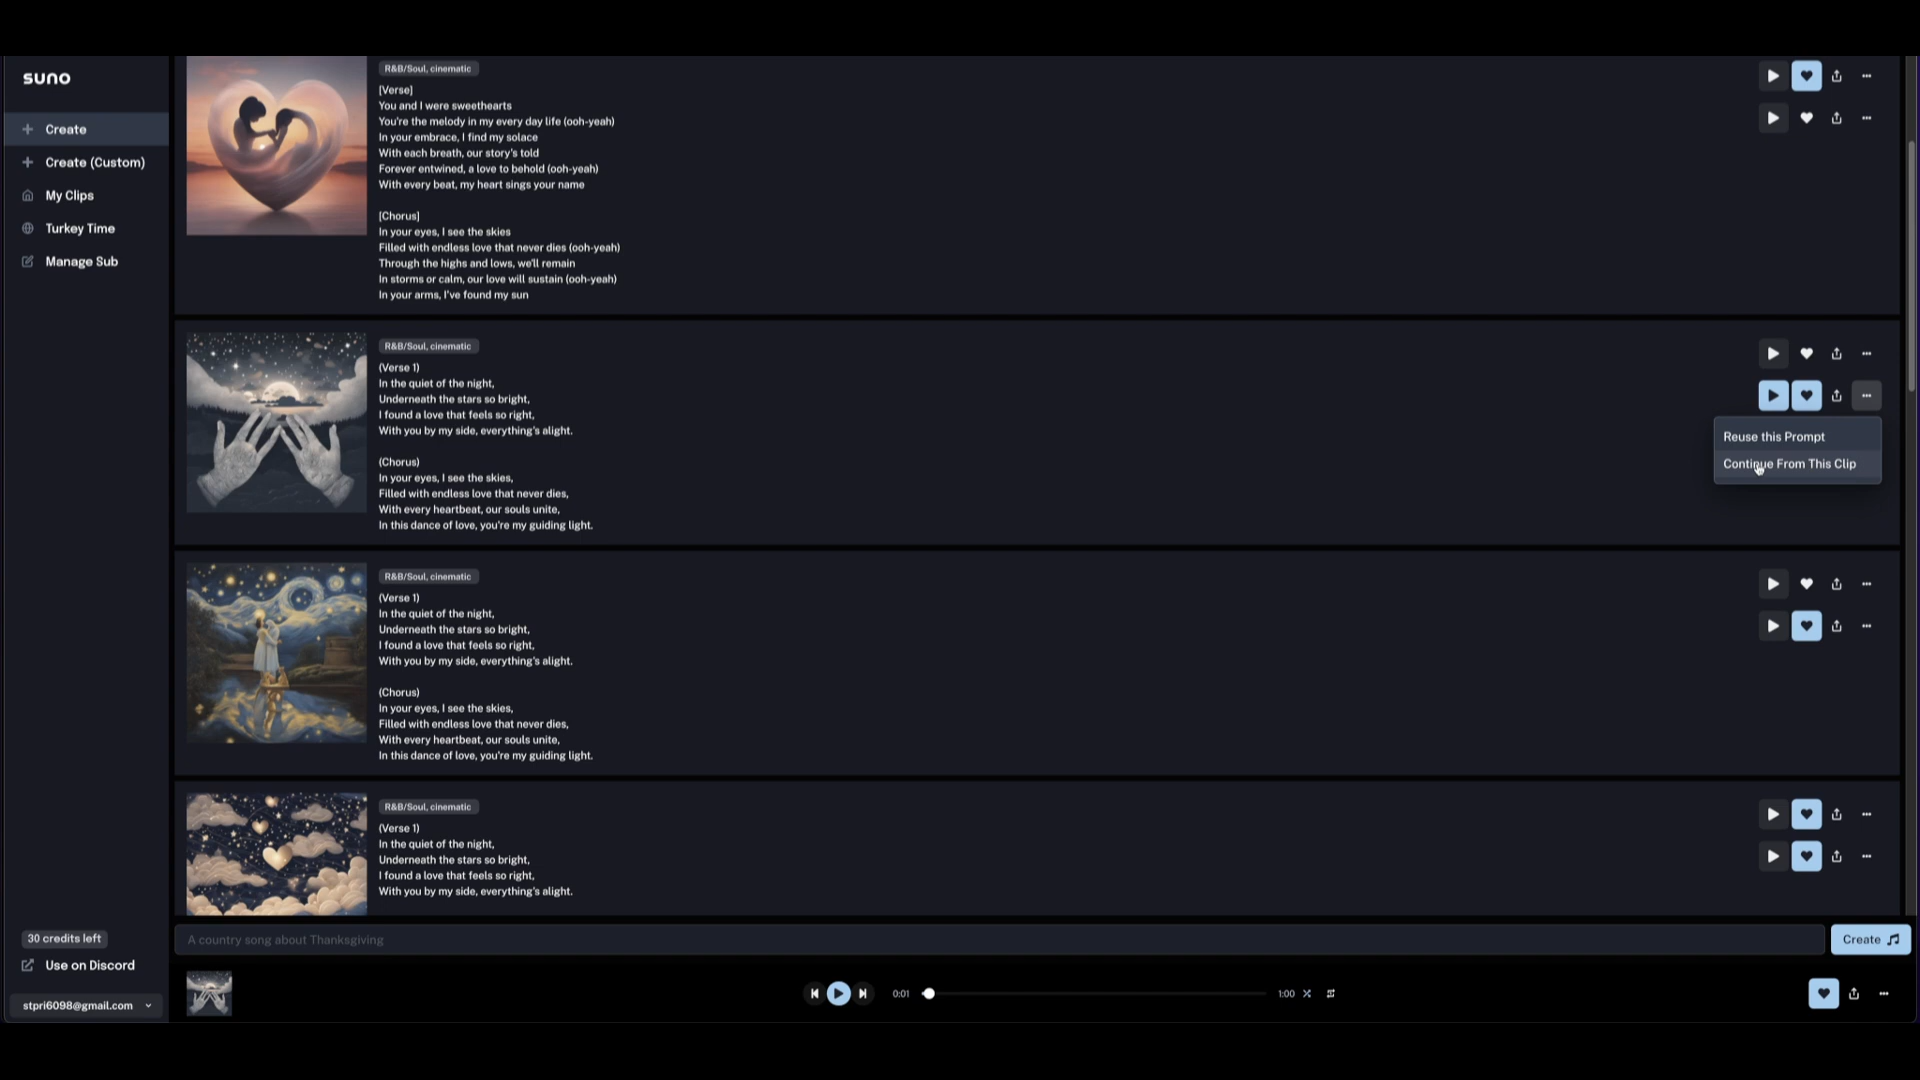 suno
Create
Create (Custom)
My Clips
Turkey Time
Manage Sub
R&B/Soul, cinematic
[Verse]
You and I were sweethearts
You're the melody in my every day life (ooh-yeah)
In your embrace, I find my solace
With each breath, our story's told
Forever entwined, a love to behold (ooh-yeah)
With every beat, my heart sings your name
[Chorus]
In your eyes, I see the skies
Filled with endless love that never dies (ooh-yeah)
Through the highs and lows, we'll remain
In storms or calm, our love will sustain (ooh-yeah)
In your arms, I've found my sun
R&B/Soul, cinematic
(Verse 1)
In the quiet of the night,
Underneath the stars so bright,
I found a love that feels so right,
With you by my side, everything's alright.
(Chorus)
In your eyes, I see the skies,
Filled with endless love that never dies,
With every heartbeat, our souls unite,
In this dance of love, you're my guiding light.
Reuse this Prompt
Continue From This Clip
R&B/Soul, cinematic
(Verse 1)
In the quiet of the night,
Underneath the stars so bright,
I found a love that feels so right,
With you by my side, everything's alright.
(Chorus)
In your eyes, I see the skies,
Filled with endless love that never dies,
With every heartbeat, our souls unite,
In this dance of love, you're my guiding light.
R&B/Soul, cinematic
(Verse 1)
In the quiet of the night,
Underneath the stars so bright,
I found a love that feels so right,
With you by my side, everything's alright.
30 credits left
Use on Discord
stpri6098@gmail.com
A country song about Thanksgiving
Create
0:01
1:00